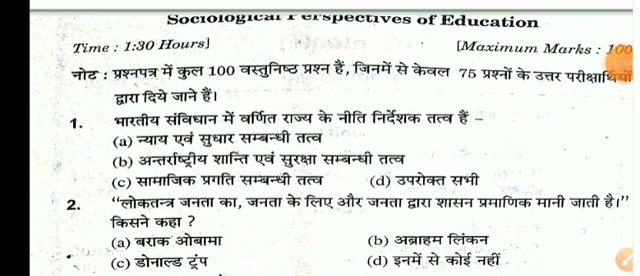 Sociological Perspectives of Education
Time : 1:30 Hours] [Maximum Marks : 100
नोट : प्रश्नपत्र में कुल 100 वस्तुनिष्ठ प्रश्न हैं, जिनमें से केवल 75 प्रश्नों के उत्तर परीक्षार्थियों
द्वारा दिये जाने हैं।
1. भारतीय संविधान में वर्णित राज्य के नीति निर्देशक तत्व हैं –
(a) न्याय एवं सुधार सम्बन्धी तत्व
(b) अन्तर्राष्ट्रीय शान्ति एवं सुरक्षा सम्बन्धी तत्व
(c) सामाजिक प्रगति सम्बन्धी तत्व (d) उपरोक्त सभी
2. “लोकतन्त्र जनता का, जनता के लिए और जनता द्वारा शासन प्रमाणिक मानी जाती है।”
किसने कहा ?
(a) बराक ओबामा (b) अब्राहम लिंकन
(c) डोनाल्ड ट्रंप (d) इनमें से कोई नहीं